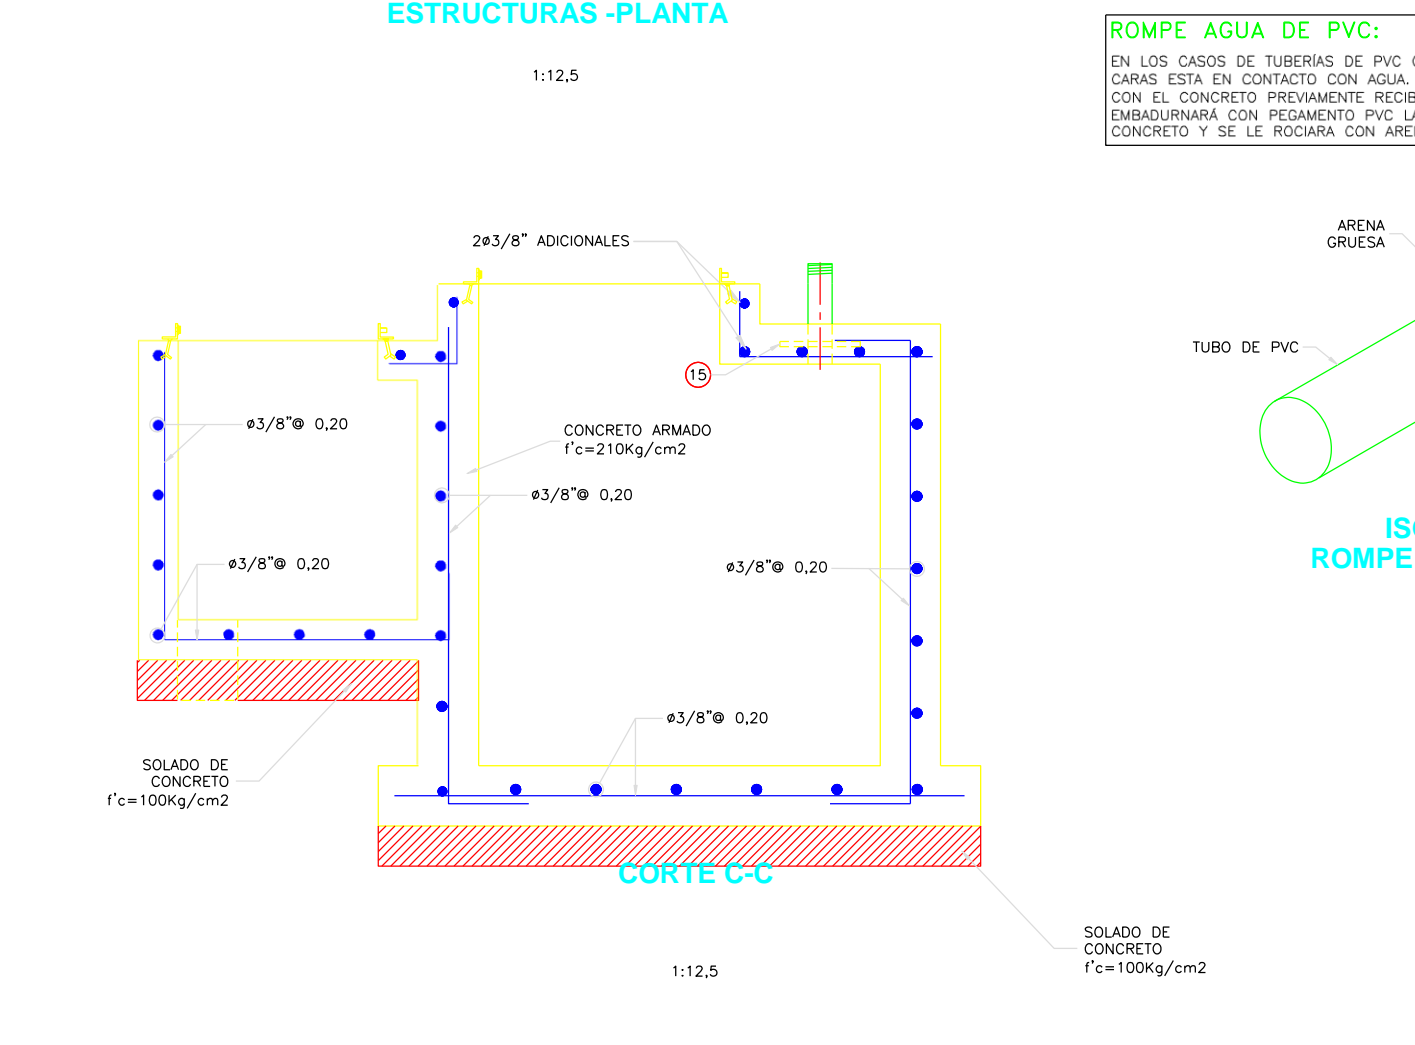 ESTRUCTURAS -PLANTA
1:12,5
ROMPE AGUA DE PVC:
EN LOS CASOS DE TUBERÍAS DE PVC
CARAS ESTA EN CONTACTO CON AGUA.
CON EL CONCRETO PREVIAMENTE RECIB
EMBADURNARÁ CON PEGAMENTO PVC LA
CONCRETO Y SE LE ROCIARA CON ARE
2ø3/8" ADICIONALES
ARENA
GRUESA
TUBO DE PVC
15
ø3/8"@ 0,20
CONCRETO ARMADO
f'c=210Kg/cm2
ø3/8"@ 0,20
ø3/8"@ 0,20
ø3/8"@ 0,20
ISO
ROMPE
ø3/8"@ 0,20
SOLADO DE
CONCRETO
f'c=100Kg/cm2
CORTE C-C
SOLADO DE
CONCRETO
f'c=100Kg/cm2
1:12,5